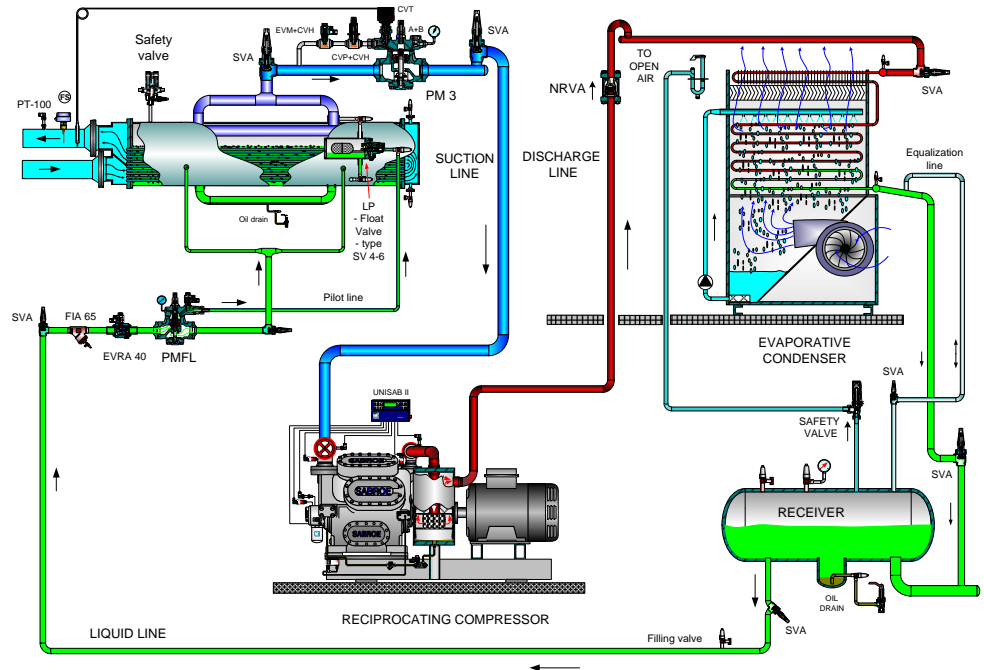 CVT
EVM+CVH
A+B
SVA
Safety
valve
SVA
CVP+CVH
TO
OPEN
AIR
NRVA
SVA
PT-100
FS
PM 3
SUCTION
LINE
DISCHARGE
LINE
Equalization
line
Oil drain
LP
- Float
Valve
- type
SV 4-6
Pilot line
SVA
FIA 65
EVRA 40
PMFL
EVAPORATIVE
CONDENSER
UNISAB II
SVA
SAFETY
VALVE
SVA
SABROE
SABROE
RECEIVER
OIL
DRAIN
RECIPROCATING COMPRESSOR
LIQUID LINE
Filling valve
SVA